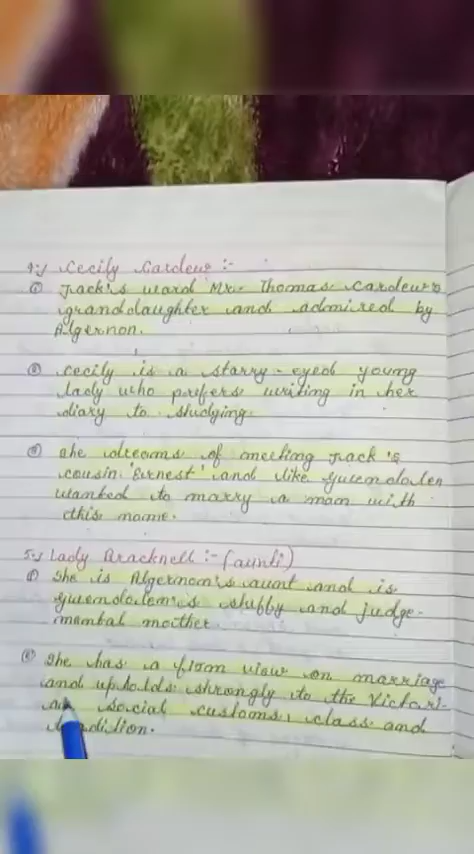 4:) Cecily Cardew :-
① Jack's ward Mr. Thomas Cardew's
granddaughter and admired by
Algernon.
② Cecily is a starry-eyed young
lady who prefers writing in her
diary to studying.
③ She dreams of meeting Jack's
cousin 'Ernest' and like Gwendolen
wanted to marry a man with
this name.
5:) Lady Bracknell :- (aunti)
① She is Algernon's aunt and is
Gwendolem's stubby and judge-
mental mother.
② She has a firm view on marriage
and upholds strongly to the Victori-
an social customs, class and